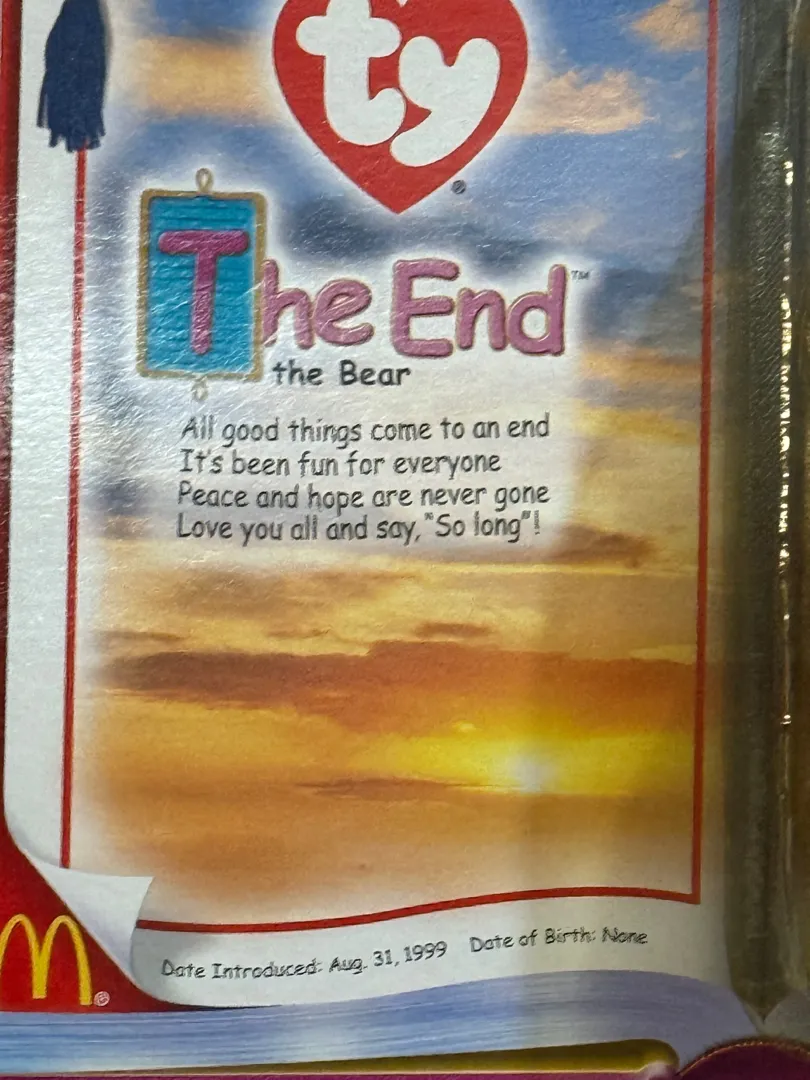 ty
®
The End™
the Bear
All good things come to an end
It's been fun for everyone
Peace and hope are never gone
Love you all and say, "So long"!
Date Introduced: Aug. 31, 1999 Date of Birth: None
M®